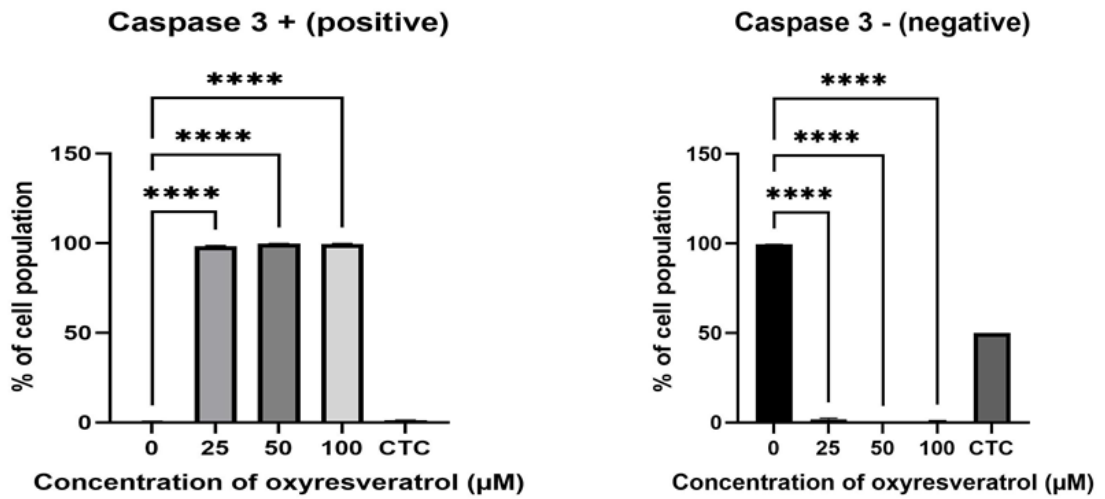 Caspase 3 + (positive)
% of cell population
150
100
50
0
****
****
****
0 25 50 100 CTC
Concentration of oxyresveratrol (µM)
Caspase 3 - (negative)
% of cell population
150
100
50
0
****
****
****
0 25 50 100 CTC
Concentration of oxyresveratrol (µM)